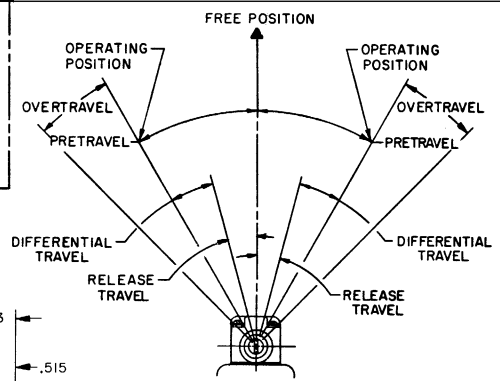 FREE POSITION
OPERATING
POSITION
OPERATING
POSITION
OVERTRAVEL
OVERTRAVEL
PRETRAVEL
PRETRAVEL
DIFFERENTIAL
TRAVEL
DIFFERENTIAL
TRAVEL
RELEASE
TRAVEL
RELEASE
TRAVEL
.515